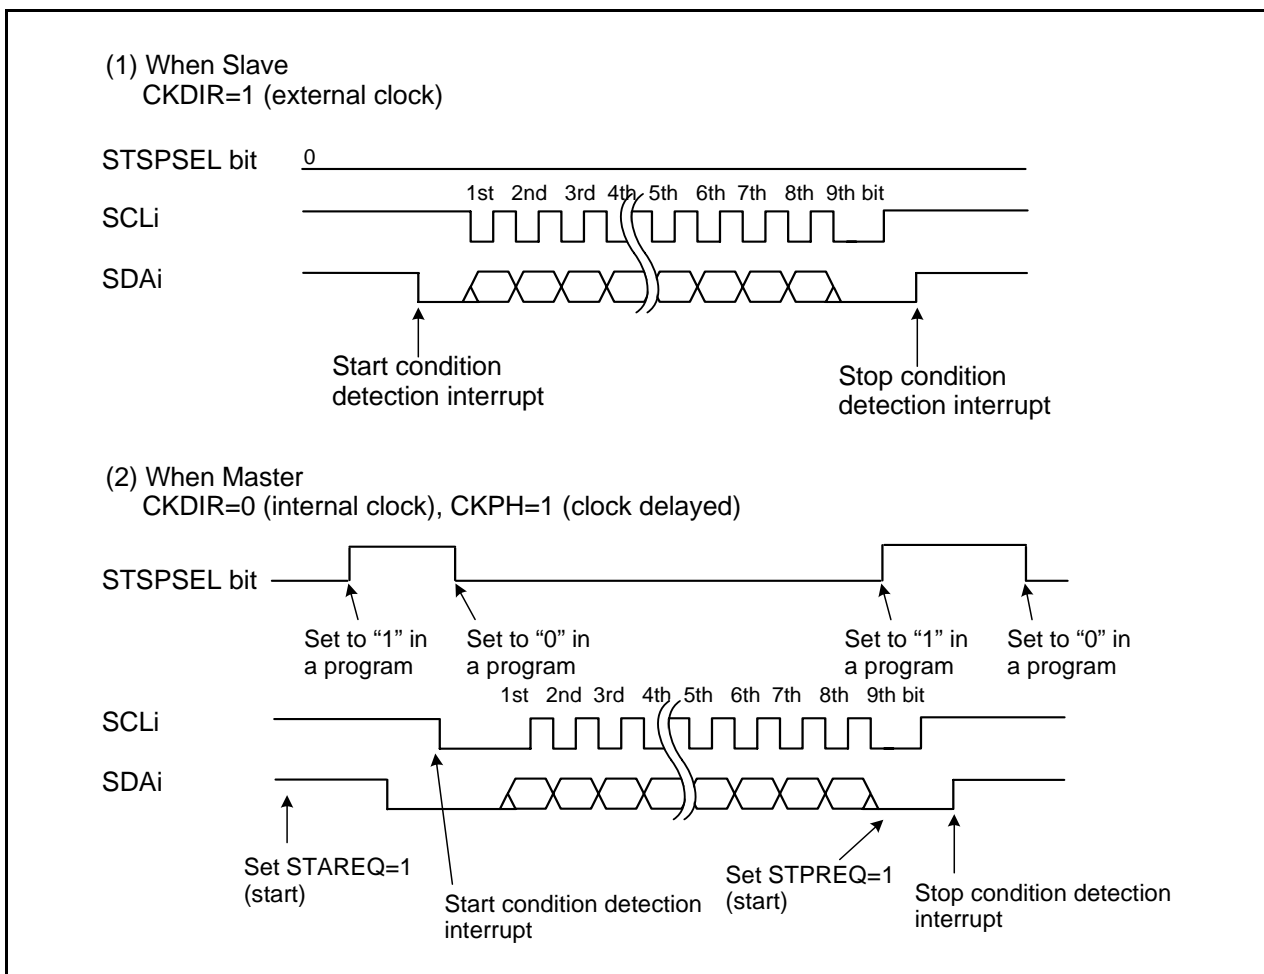 (1) When Slave
CKDIR=1 (external clock)
STSPSEL bit
0
1st 2nd 3rd 4th 5th 6th 7th 8th 9th bit
SCLi
SDAi
Start condition
detection interrupt
Stop condition
detection interrupt
(2) When Master
CKDIR=0 (internal clock), CKPH=1 (clock delayed)
STSPSEL bit
Set to “1” in
a program
Set to “0” in
a program
Set to “1” in
a program
Set to “0” in
a program
1st 2nd 3rd 4th 5th 6th 7th 8th 9th bit
SCLi
SDAi
Set STAREQ=1
(start)
Start condition detection
interrupt
Set STPREQ=1
(start)
Stop condition detection
interrupt